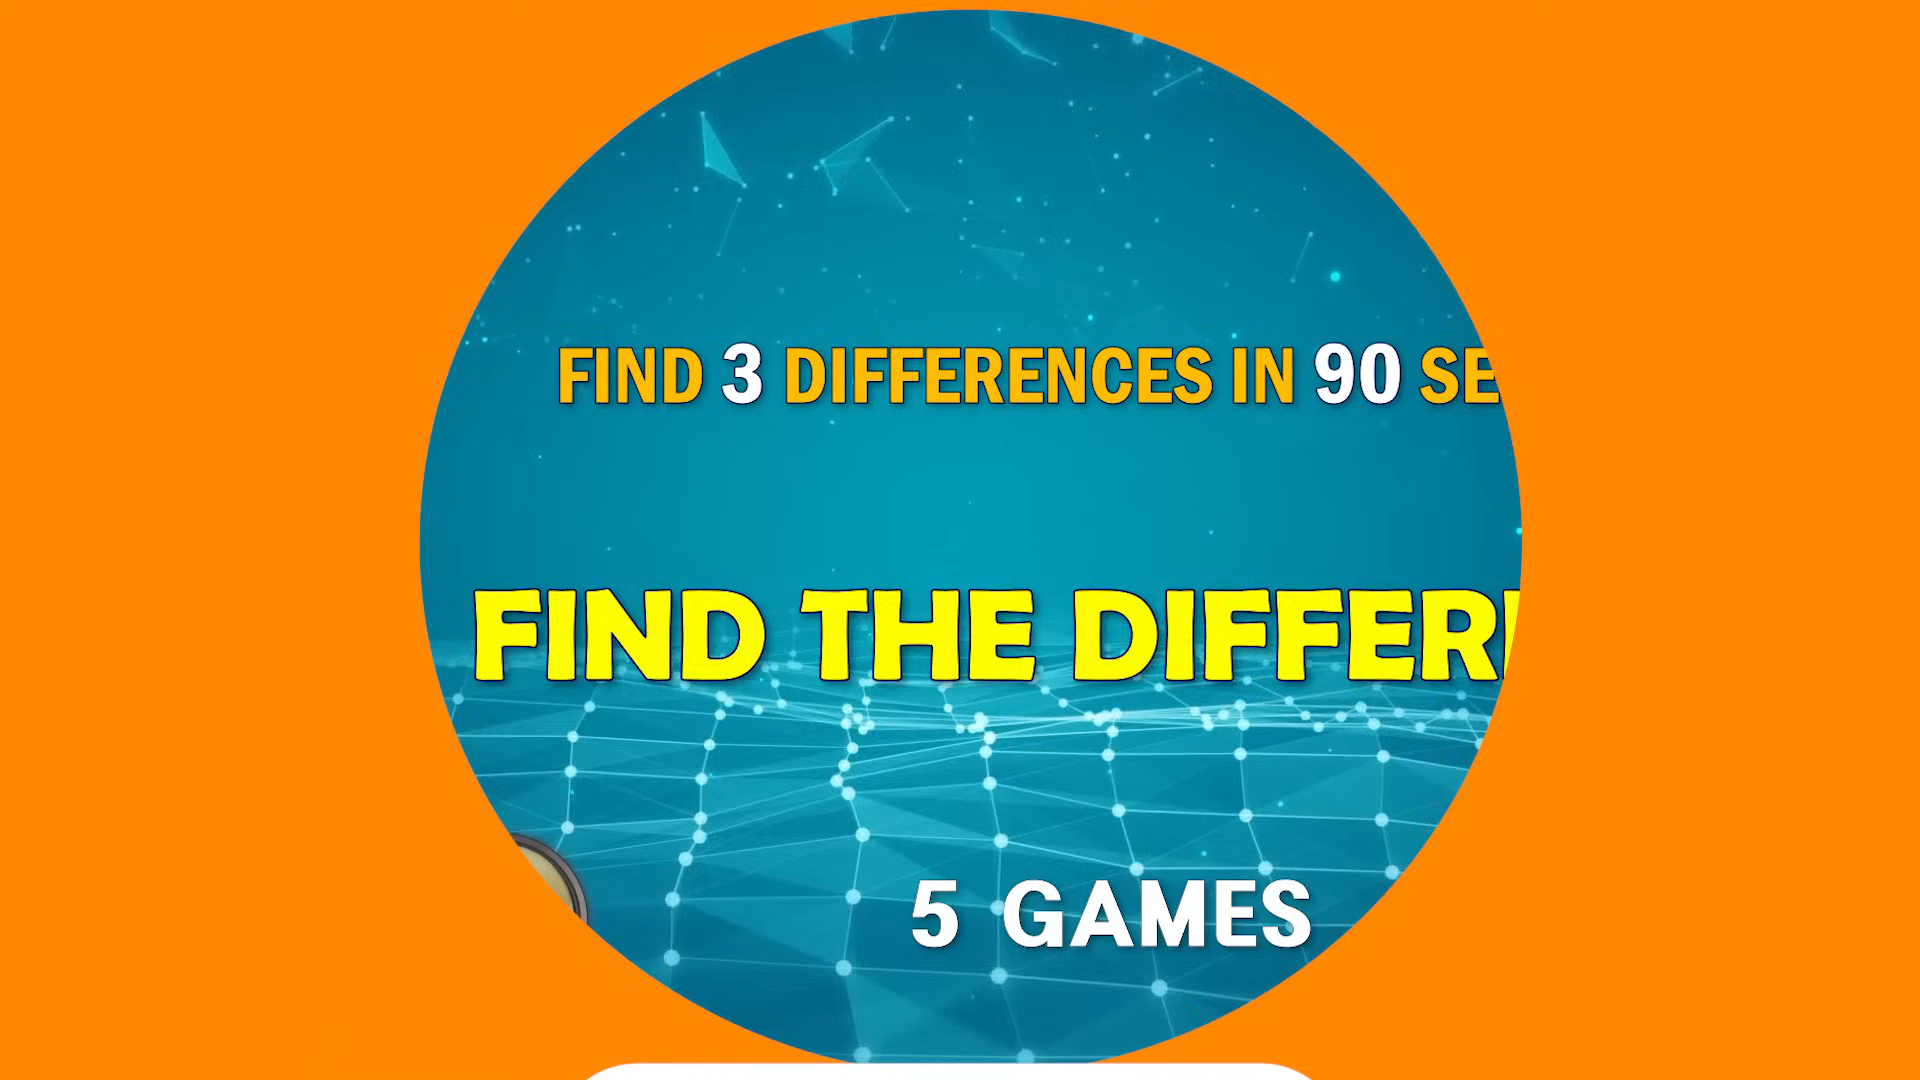 FIND 3 DIFFERENCES IN 90 SE
FIND THE DIFFER
5 GAMES